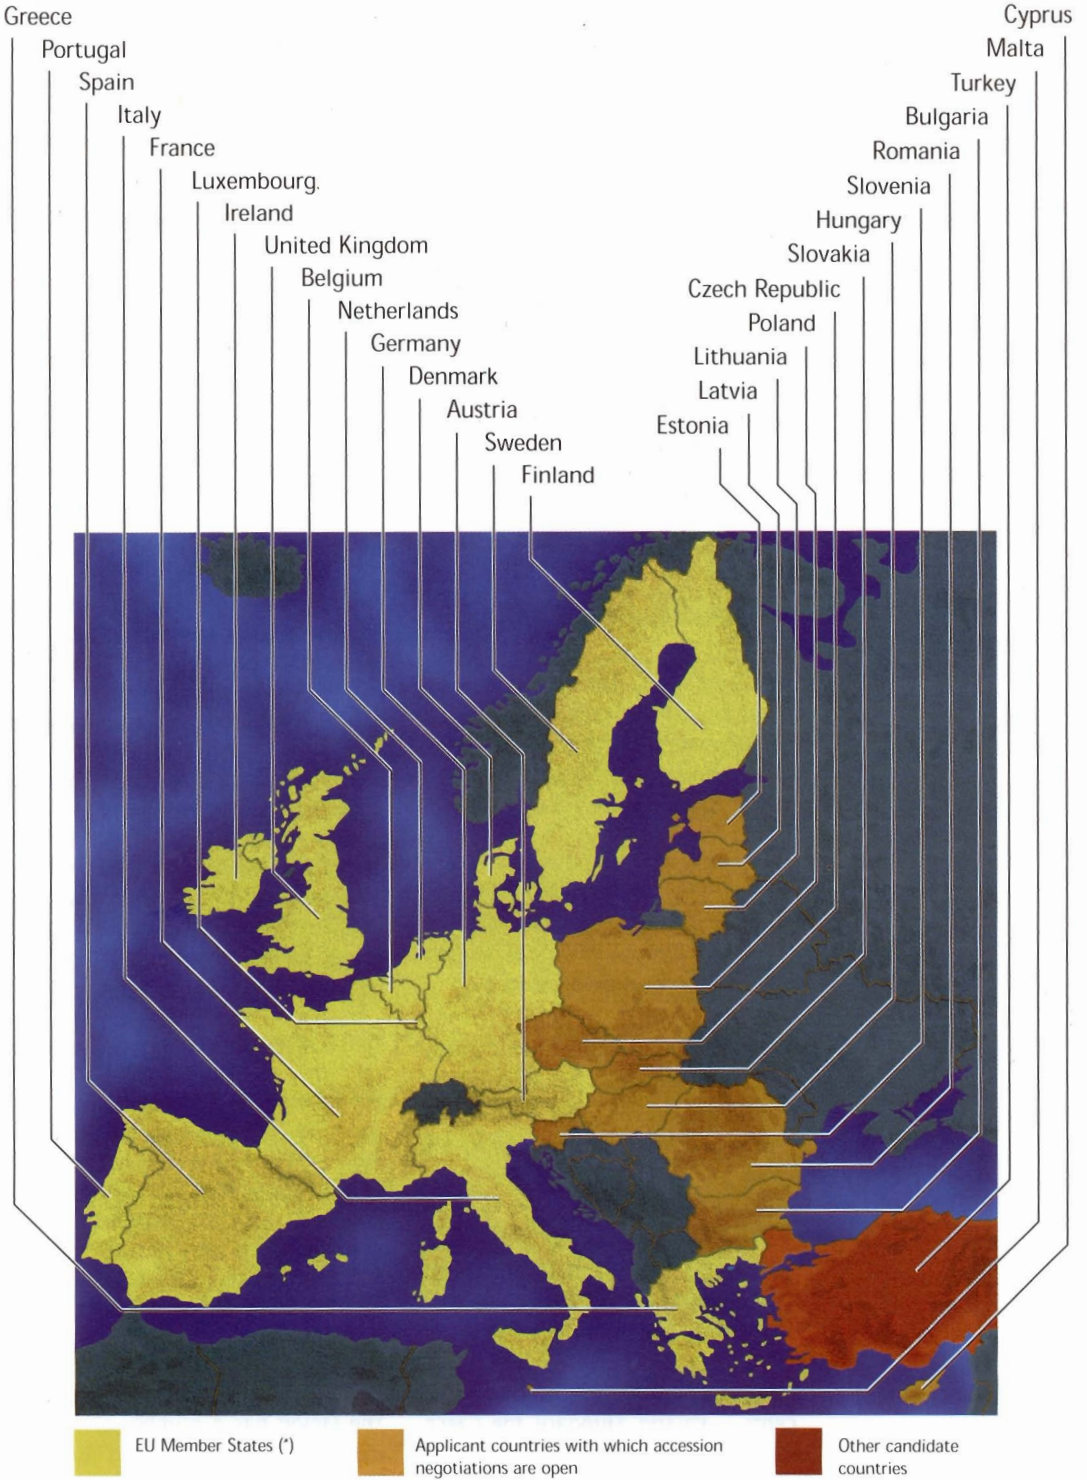 Greece
Portugal
Spain
Italy
France
Luxembourg.
Ireland
United Kingdom
Belgium
Netherlands
Germany
Denmark
Austria
Sweden
Finland
Cyprus
Malta
Turkey
Bulgaria
Romania
Slovenia
Hungary
Slovakia
Czech Republic
Poland
Lithuania
Latvia
Estonia
EU Member States (*)
Applicant countries with which accession
negotiations are open
Other candidate
countries